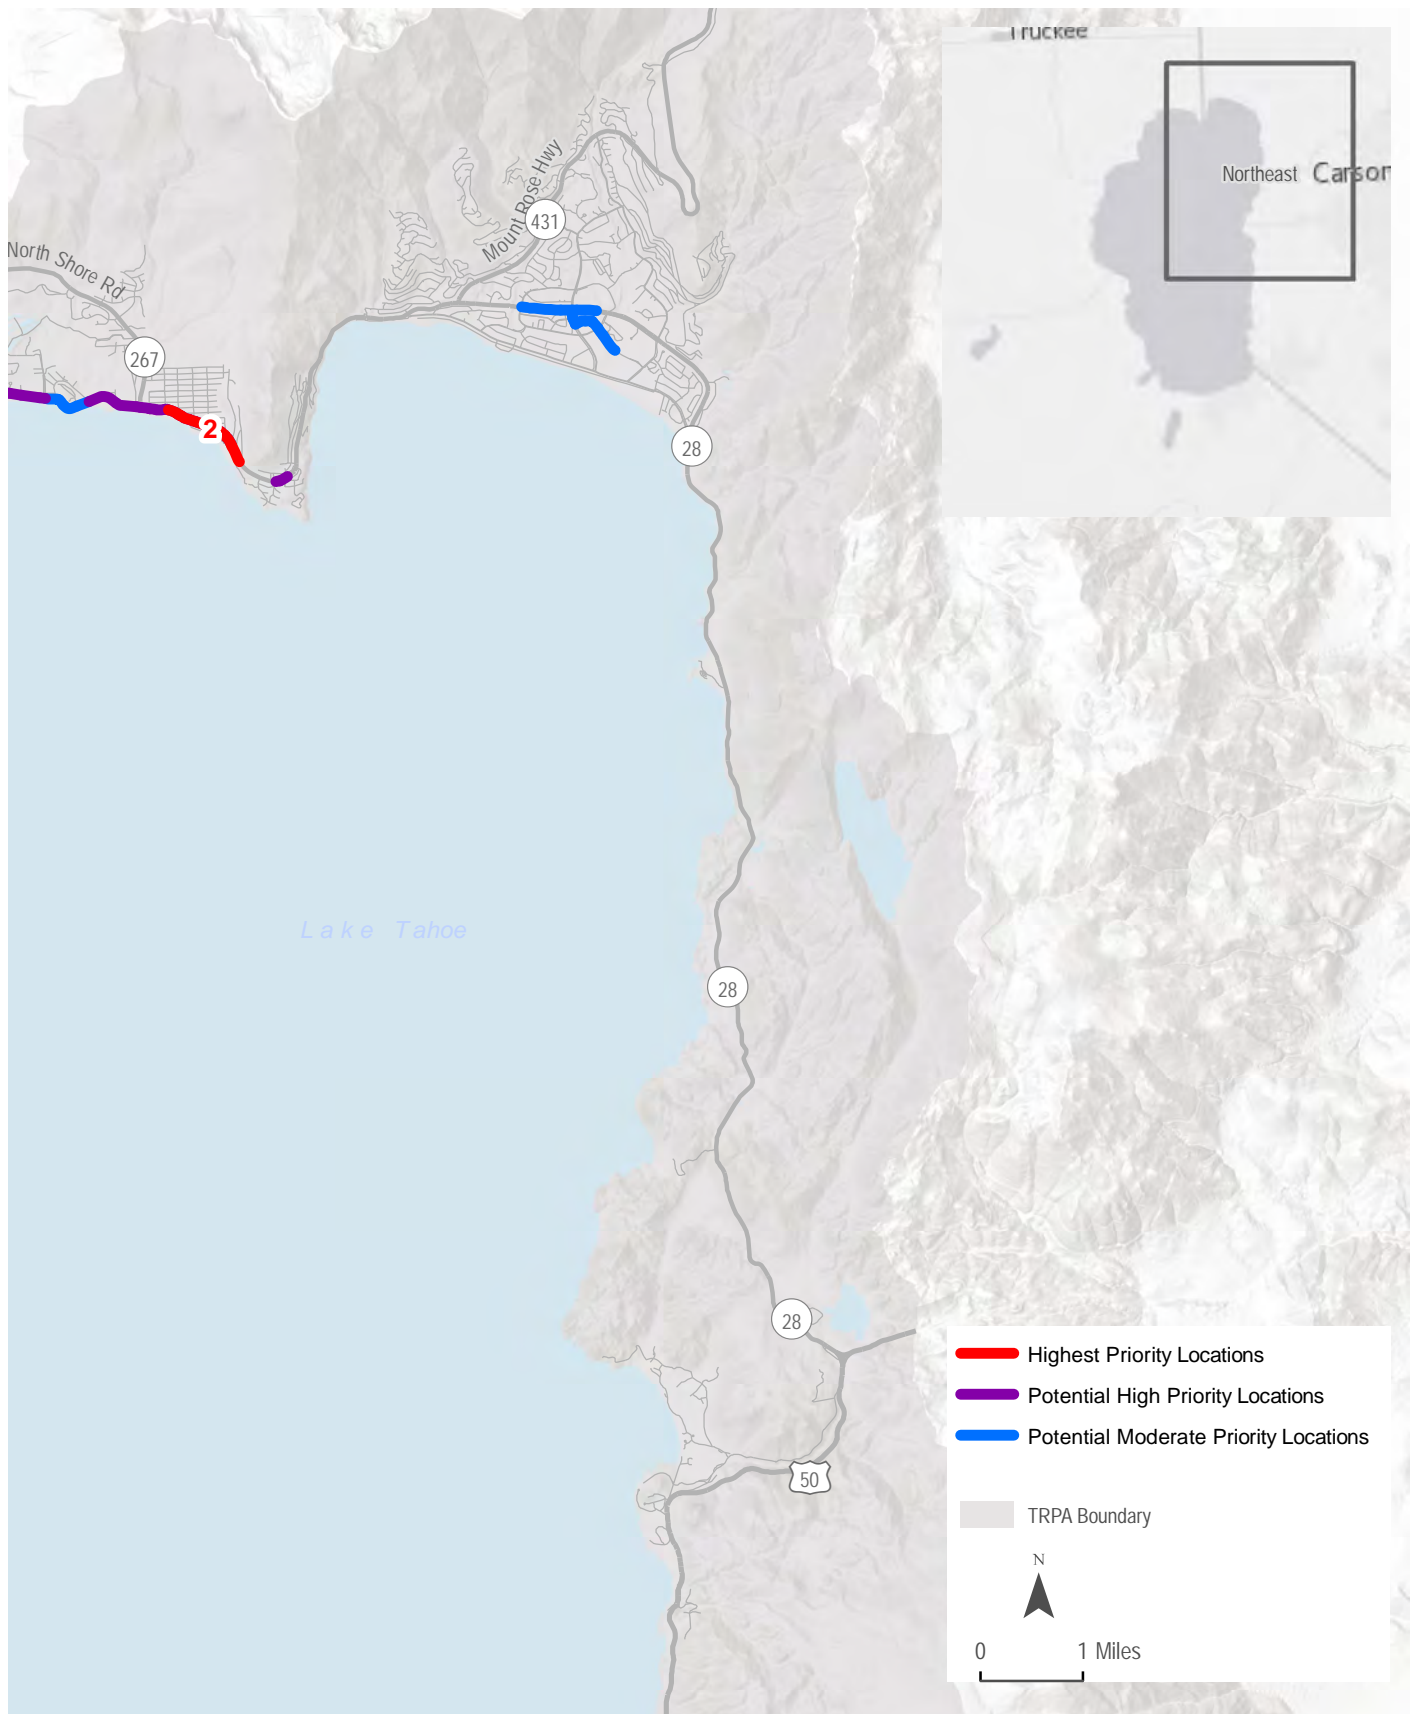 Truckee
Northeast
Carson
Mount Rose Hwy
431
North Shore Rd
267
2
28
Lake Tahoe
28
28
50
Highest Priority Locations
Potential High Priority Locations
Potential Moderate Priority Locations
TRPA Boundary
N
0
1 Miles